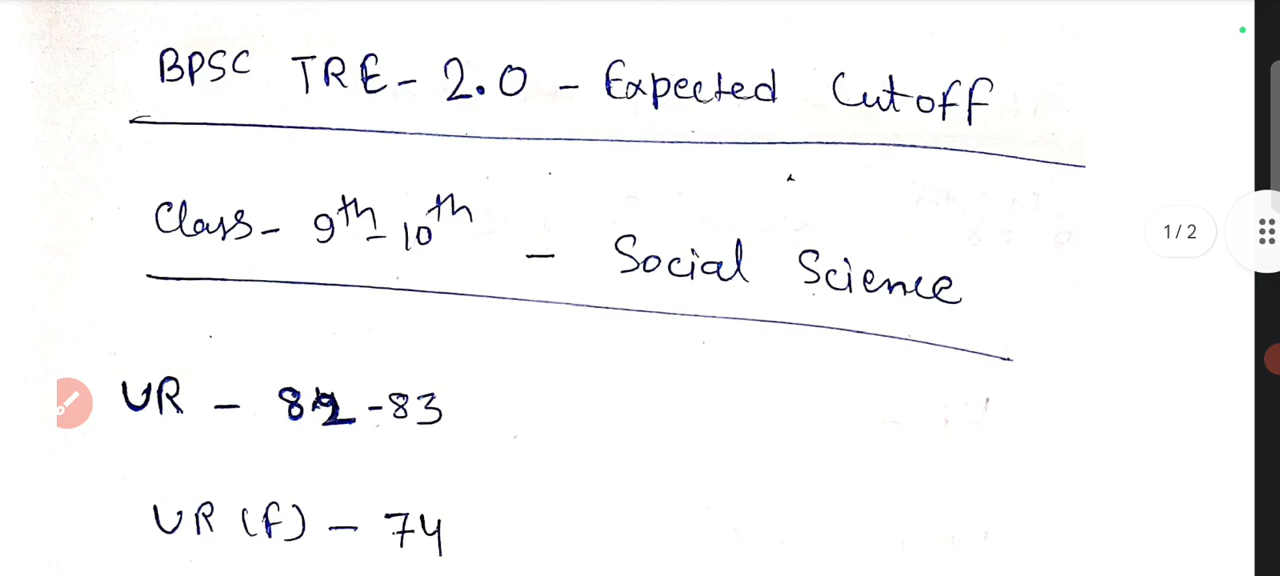 BPSC TRE - 2.0 - Expected Cutoff
Class - 9th - 10th - Social Science
1 / 2
UR - 82 - 83
UR (f) - 74